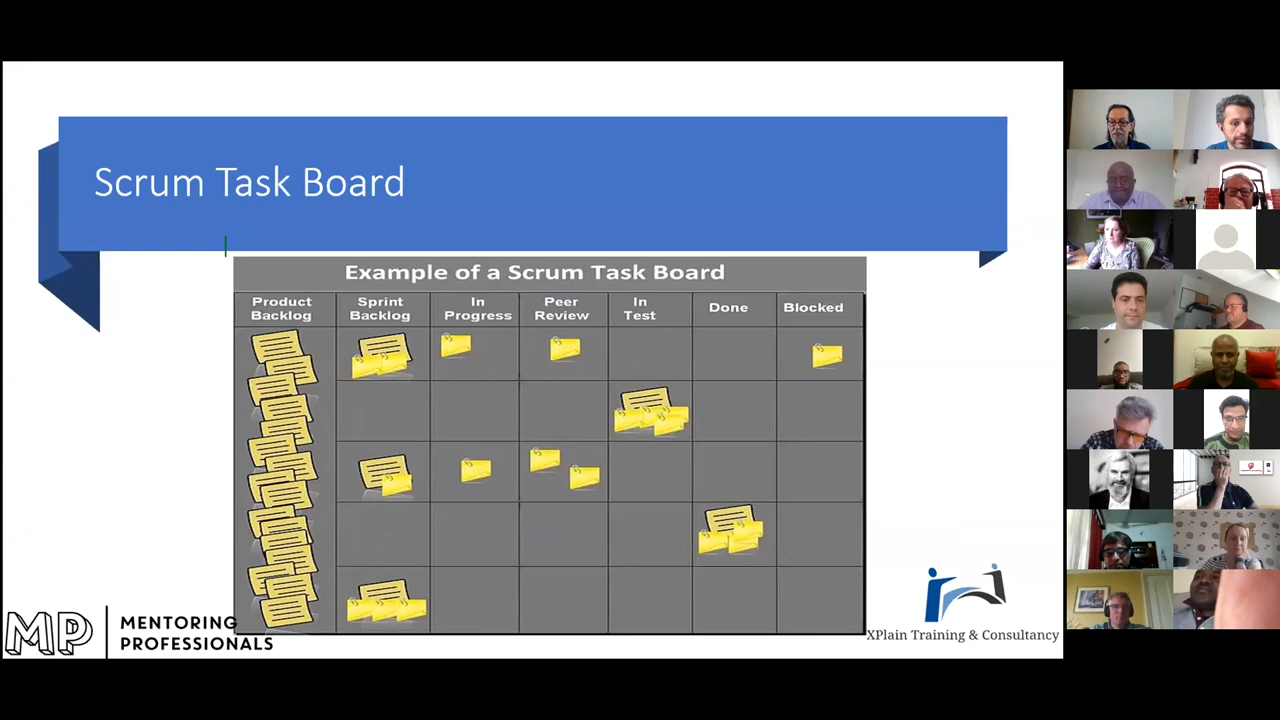 Scrum Task Board
Example of a Scrum Task Board
Product Backlog
Sprint Backlog
In Progress
Peer Review
In Test
Done
Blocked
MP
MENTORING
PROFESSIONALS
XPlain Training & Consultancy